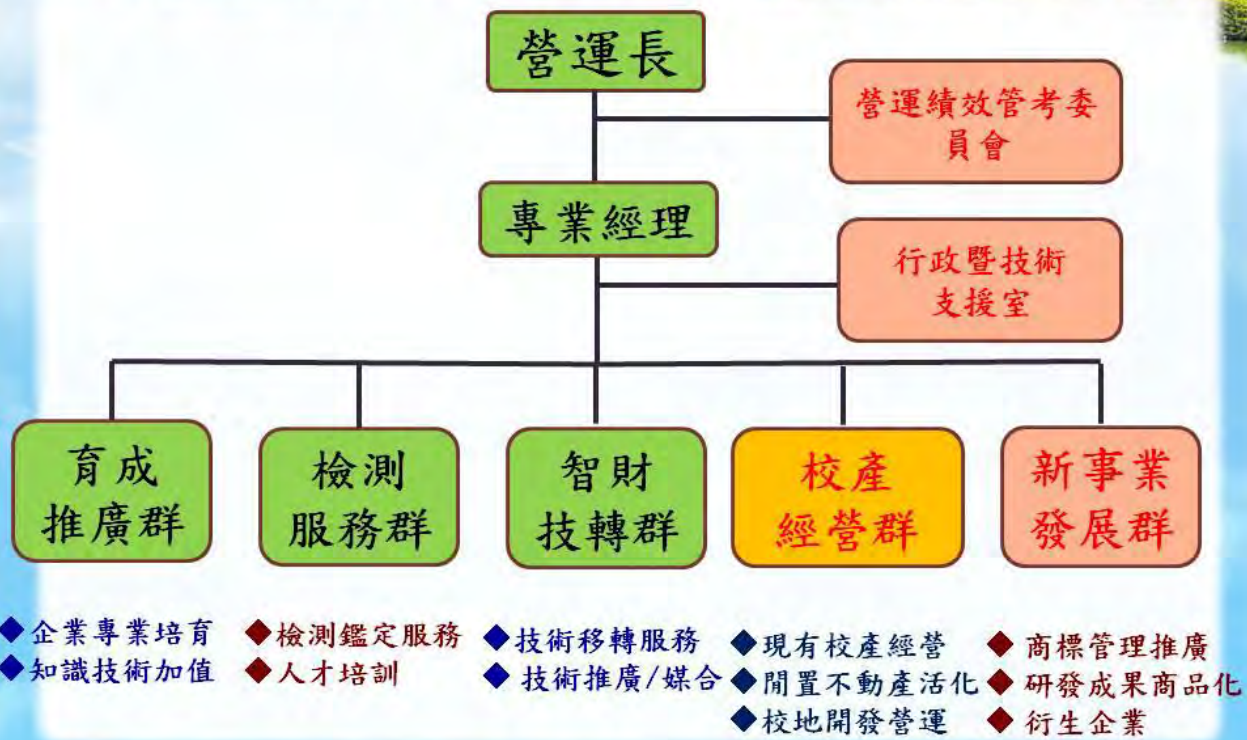 營運長
營運績效管考委
員會
專業經理
行政暨技術
支援室
育成
推廣群
檢測
服務群
智財
技轉群
校產
經營群
新事業
發展群
◆企業專業培育
◆知識技術加值
◆檢測鑑定服務
◆人才培訓
◆技術移轉服務
◆技術推廣/媒合
◆現有校產經營
◆閒置不動產活化
◆校地開發營運
◆商標管理推廣
◆研發成果商品化
◆衍生企業